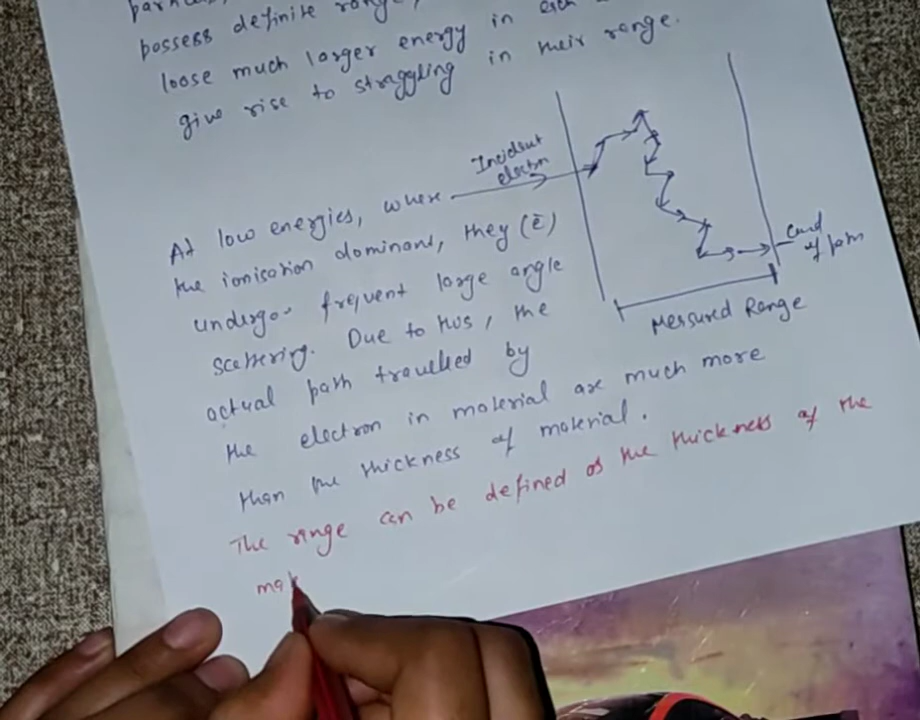 possess definite range,
loose much larger energy in each
give rise to straggling in their range.
Incident
electron
At low energies, where
the ionisation dominant, they (ē)
undergo frequent large angle
scattering. Due to this, the
actual path travelled by
the electron in material are much more
than the thickness of material.
end
of path
Messured Range
The range can be defined as the thickness of the
mat